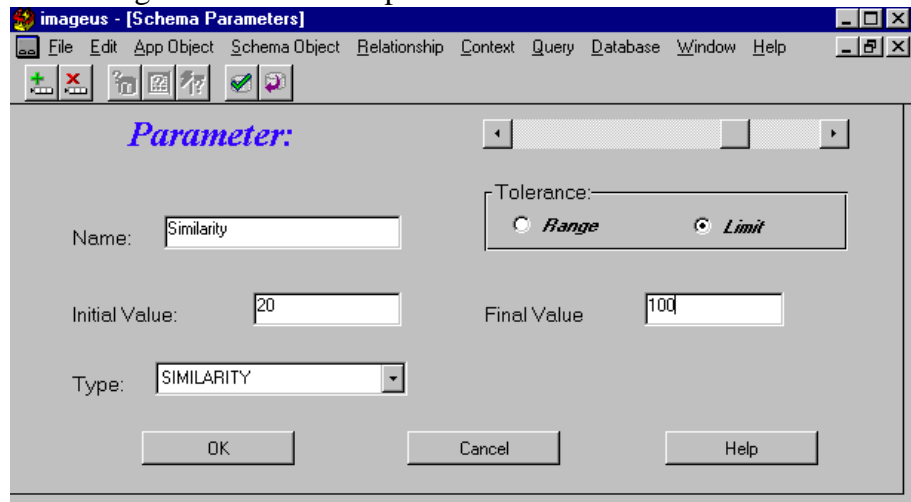 imageus - [Schema Parameters]
File Edit App Object Schema Object Relationship Context Query Database Window Help
Parameter:
Tolerance:
Range Limit
Name: Similarity
Initial Value: 20 Final Value 100
Type: SIMILARITY
OK Cancel Help